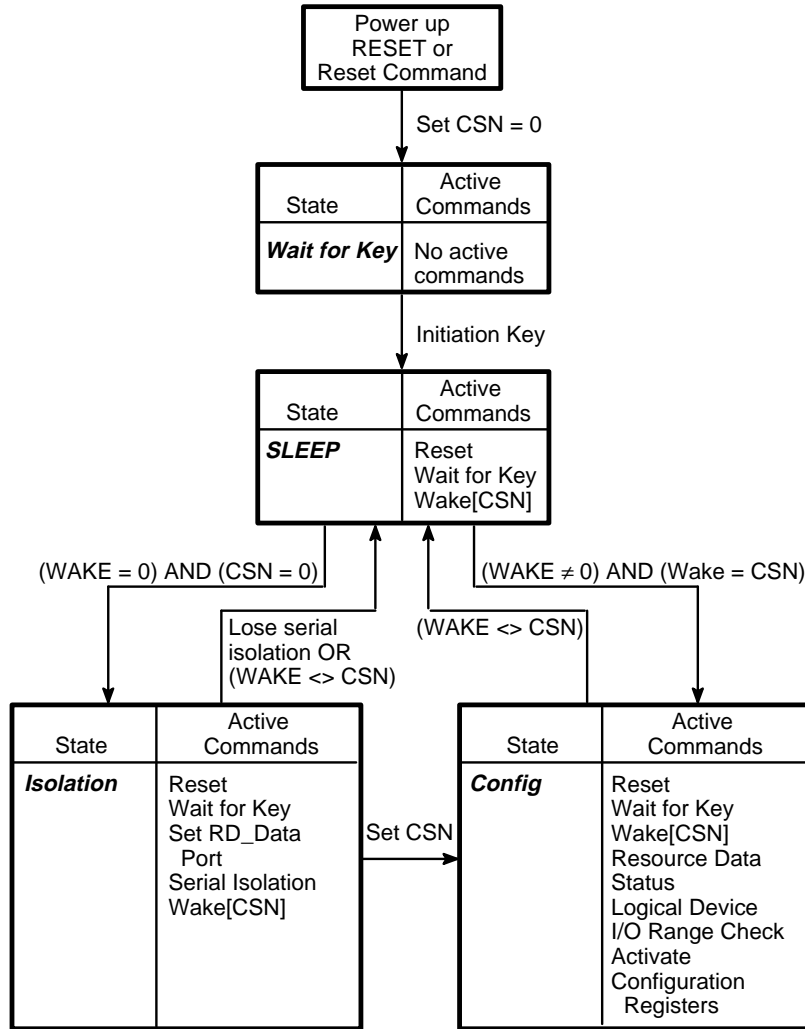 Power up
RESET or
Reset Command
Set CSN = 0
State
Active
Commands
Wait for Key
No active
commands
Initiation Key
State
Active
Commands
SLEEP
Reset
Wait for Key
Wake[CSN]
(WAKE = 0) AND (CSN = 0)
(WAKE ≠ 0) AND (Wake = CSN)
Lose serial
isolation OR
(WAKE <> CSN)
(WAKE <> CSN)
State
Active
Commands
Isolation
Reset
Wait for Key
Set RD_Data
Port
Serial Isolation
Wake[CSN]
Set CSN
State
Active
Commands
Config
Reset
Wait for Key
Wake[CSN]
Resource Data
Status
Logical Device
I/O Range Check
Activate
Configuration
Registers